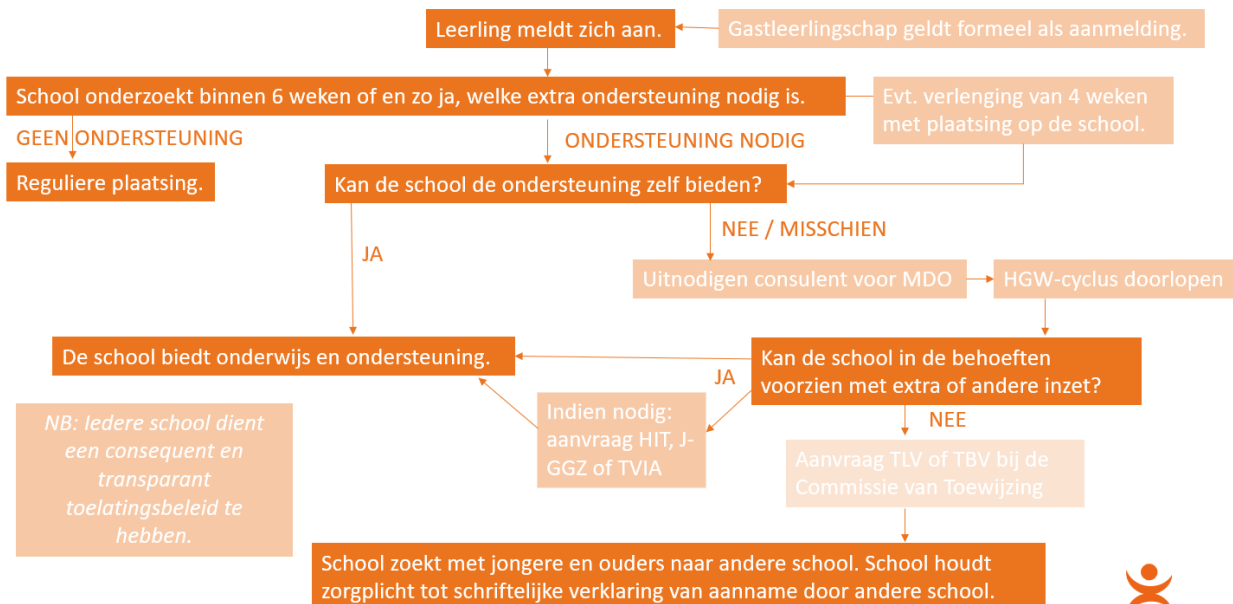 Leerling meldt zich aan.
Gastleerlingschap geldt formeel als aanmelding.
School onderzoekt binnen 6 weken of en zo ja, welke extra ondersteuning nodig is.
Evt. verlenging van 4 weken
met plaatsing op de school.
GEEN ONDERSTEUNING
ONDERSTEUNING NODIG
Reguliere plaatsing.
Kan de school de ondersteuning zelf bieden?
NEE / MISSCHIEN
JA
Uitnodigen consulent voor MDO
HGW-cyclus doorlopen
De school biedt onderwijs en ondersteuning.
Kan de school in de behoeften
voorzien met extra of andere inzet?
JA
Indien nodig:
aanvraag HIT, J-
GGZ of TVIA
NEE
NB: Iedere school dient
een consequent en
transparant
toelatingsbeleid te
hebben.
Aanvraag TLV of TBV bij de
Commissie van Toewijzing
School zoekt met jongere en ouders naar andere school. School houdt
zorgplicht tot schriftelijke verklaring van aanname door andere school.